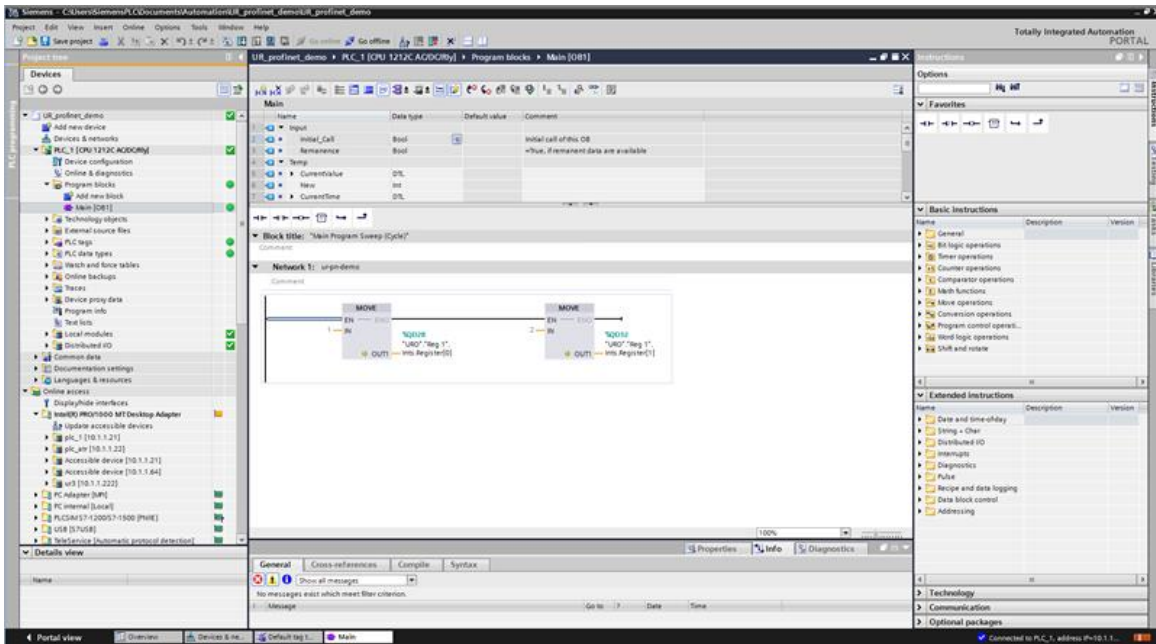 Siemens - C:\Users\SiemensPLC\Documents\Automation\UR_profinet_demo\UR_profinet_demo
Project Edit View Insert Online Options Tools Window Help
Save project
Go online
Go offline
Totally Integrated Automation
PORTAL
Project tree
UR_profinet_demo
PLC_1 [CPU 1212C AC/DC/Rly]
Program blocks
Main [OB1]
Instructions
Devices
Options
UR_profinet_demo
Add new device
Devices & networks
PLC_1 [CPU 1212C AC/DC/Rly]
Device configuration
Online & diagnostics
Program blocks
Add new block
Main [OB1]
Technology objects
External source files
PLC tags
PLC data types
Watch and force tables
Online backups
Traces
Device proxy data
Program info
Text lists
Local modules
Distributed I/O
Common data
Documentation settings
Languages & resources
Online access
Display/hide interfaces
Intel(R) PRO/1000 MT Desktop Adapter
Update accessible devices
plc_1 [10.1.1.21]
Accessible device [10.1.1.21]
Accessible device [10.1.1.64]
ur3 [10.1.1.222]
PC Adapter [MPI]
PC internal [Local]
PLCSIM S7-1200/S7-1500 [PN/IE]
USB [S7USB]
TeleService [Automatic protocol detection]
Details view
Name
Main
Name Data type Default value Comment
Input
Initial_Call Bool Initial call of this OB
Remanence Bool =True, if remanent data are available
Temp
CurrentValue DTL
New Int
CurrentTime DTL
Block title: "Main Program Sweep (Cycle)"
Comment
Network 1: ur-pn-demo
Comment
MOVE
EN ENO
1 IN
OUT1
%QD28
"URO"."Reg 1".
Ints.Register[0]
MOVE
EN ENO
2 IN
OUT1
%QD32
"URO"."Reg 1".
Ints.Register[1]
100%
Properties
Info
Diagnostics
General Cross-references Compile Syntax
Show all messages
No messages exist which meet filter criterion.
Message Go to ? Date Time
Favorites
Basic instructions
Name Description Version
General
Bit logic operations
Timer operations
Counter operations
Comparator operations
Math functions
Move operations
Conversion operations
Program control operati...
Word logic operations
Shift and rotate
Extended instructions
Name Description Version
Date and time-of-day
String + Char
Distributed I/O
Interrupts
Diagnostics
Pulse
Recipe and data logging
Data block control
Addressing
Technology
Communication
Optional packages
PLC programming
Instructions
Testing
Tasks
Libraries
Portal view
Overview
Devices & ne...
Default tag t...
Main
Connected to PLC_1, address IP=10.1.1...